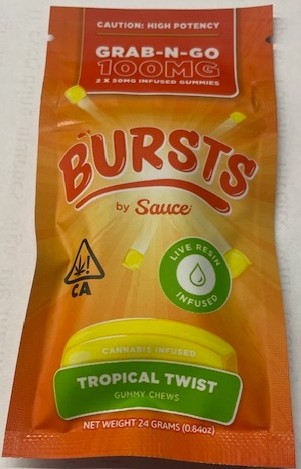 CAUTION: HIGH POTENCY
GRAB-N-GO
100MG
2 X 50MG INFUSED GUMMIES
BURSTS
by Sauce
LIVE RESIN
INFUSED
CA
CANNABIS INFUSED
TROPICAL TWIST
GUMMY CHEWS
NET WEIGHT 24 GRAMS (0.84oz)